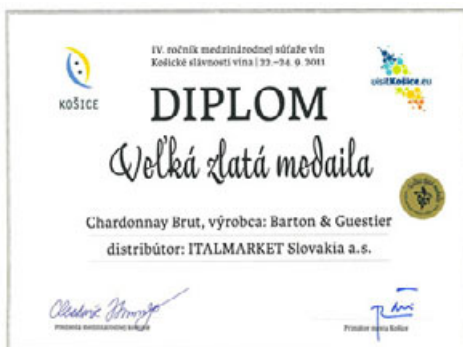 IV. ročník medzinárodnej súťaže vín
Košické slávnosti vína | 22.–24. 9. 2011
KOŠICE
visitKošice.eu
DIPLOM
Veľká zlatá medaila
Chardonnay Brut, výrobca: Barton & Guestier
distribútor: ITALMARKET Slovakia a.s.
Primátor mesta Košice